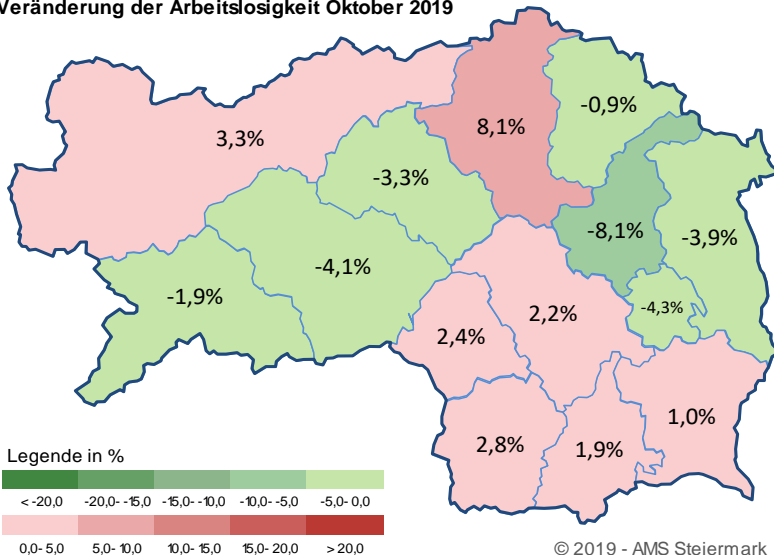 Veränderung der Arbeitslosigkeit Oktober 2019
-0,9%
8,1%
3,3%
-3,3%
-8,1%
-3,9%
-4,1%
-1,9%
-4,3%
2,2%
2,4%
1,0%
2,8%
1,9%
Legende in %
< -20,0 -20,0- -15,0 -15,0- -10,0 -10,0- -5,0 -5,0- 0,0
0,0- 5,0 5,0- 10,0 10,0- 15,0 15,0- 20,0 > 20,0
© 2019 - AMS Steiermark